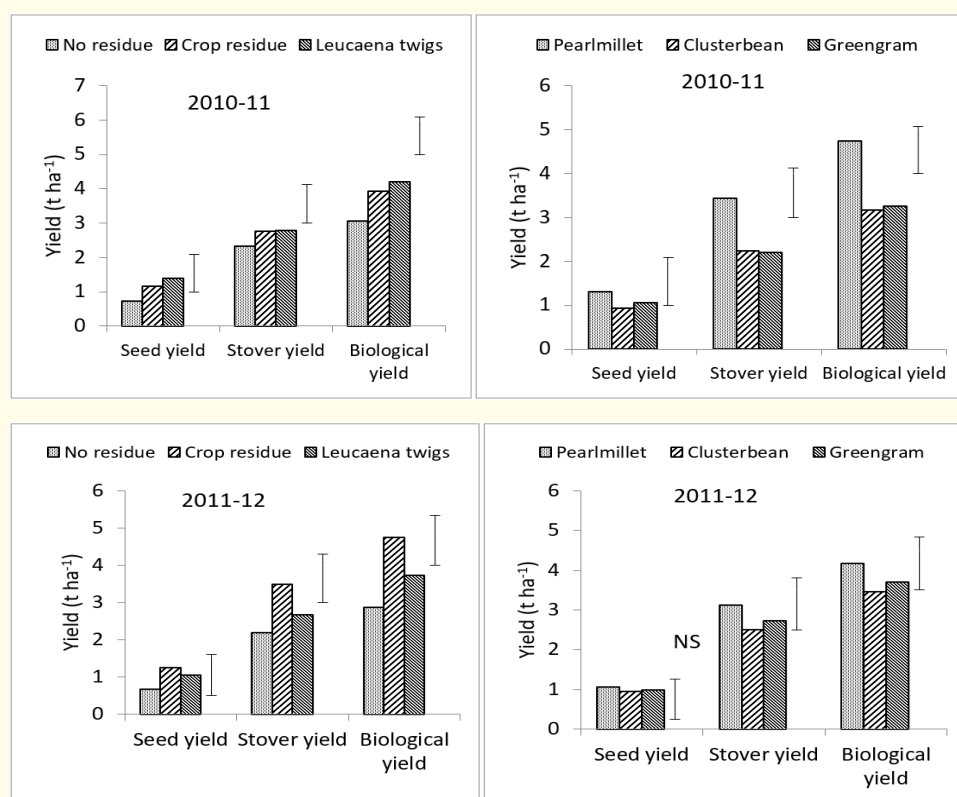 No residue Crop residue Leucaena twigs
2010-11
Yield (t ha⁻¹)
7
6
5
4
3
2
1
0
Seed yield Stover yield Biological
yield
Pearlmillet Clusterbean Greengram
2010-11
Yield (t ha⁻¹)
6
5
4
3
2
1
0
Seed yield Stover yield Biological yield
No residue Crop residue Leucaena twigs
2011-12
Yield (t ha⁻¹)
6
5
4
3
2
1
0
Seed yield Stover yield Biological
yield
Pearlmillet Clusterbean Greengram
2011-12
Yield (t ha⁻¹)
6
5
4
3
2
1
0
NS
Seed yield Stover yield Biological
yield